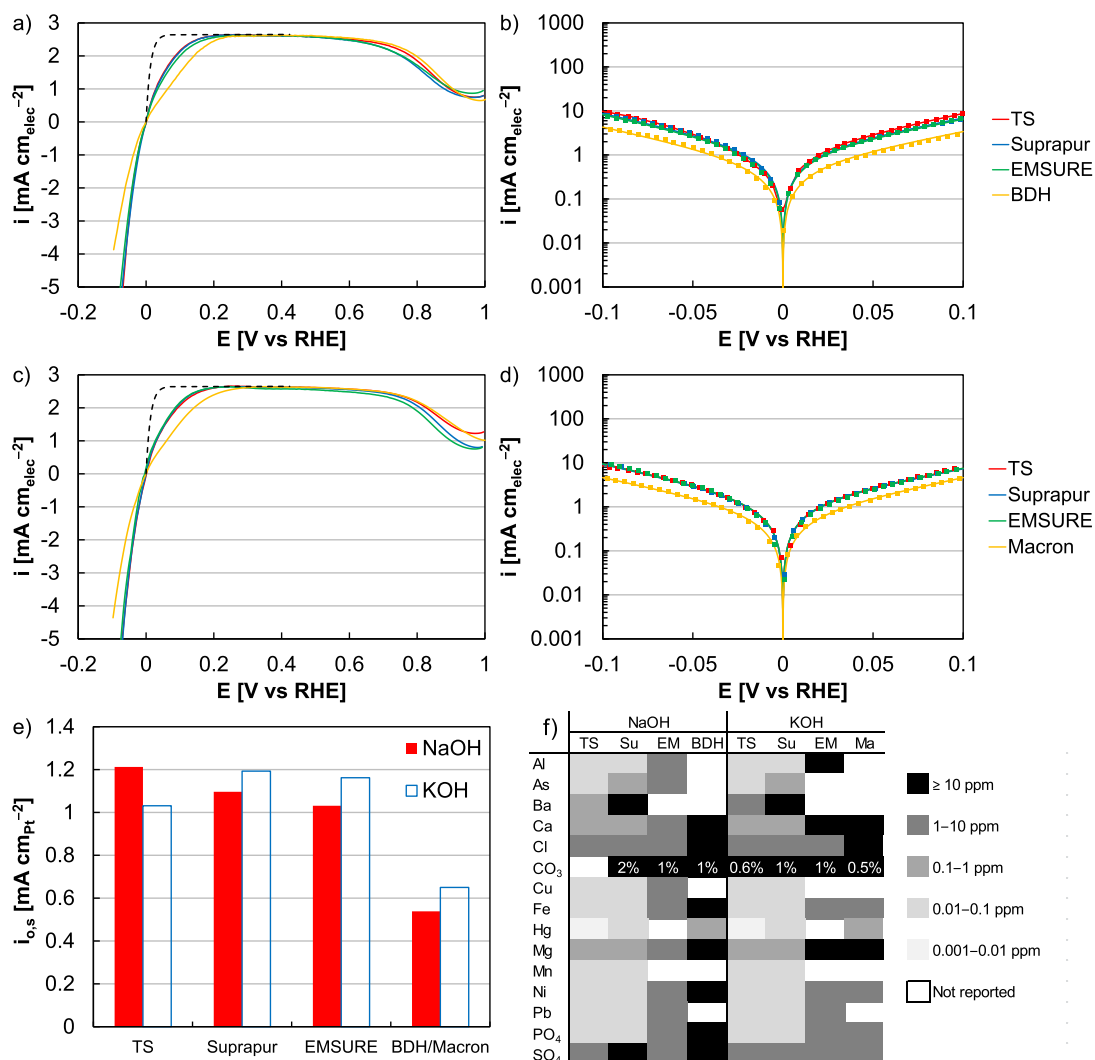 a)
i [mA cm_elec⁻²]
3
2
1
0
-1
-2
-3
-4
-5
-0.2 0 0.2 0.4 0.6 0.8 1
E [V vs RHE]
b)
i [mA cm_elec⁻²]
1000
100
10
1
0.1
0.01
0.001
-0.1 -0.05 0 0.05 0.1
E [V vs RHE]
TS
Suprapur
EMSURE
BDH
c)
i [mA cm_elec⁻²]
3
2
1
0
-1
-2
-3
-4
-5
-0.2 0 0.2 0.4 0.6 0.8 1
E [V vs RHE]
d)
i [mA cm_elec⁻²]
1000
100
10
1
0.1
0.01
0.001
-0.1 -0.05 0 0.05 0.1
E [V vs RHE]
TS
Suprapur
EMSURE
Macron
e)
i_o,s [mA cm_Pt⁻²]
1.4
1.2
1
0.8
0.6
0.4
0.2
0
NaOH
KOH
TS Suprapur EMSURE BDH/Macron
f)
NaOH KOH
TS Su EM BDH TS Su EM Ma
Al
As
Ba
Ca
Cl
CO₃ 2% 1% 1% 0.6% 1% 1% 0.5%
Cu
Fe
Hg
Mg
Mn
Ni
Pb
PO₄
SO₄
≥ 10 ppm
1–10 ppm
0.1–1 ppm
0.01–0.1 ppm
0.001–0.01 ppm
Not reported